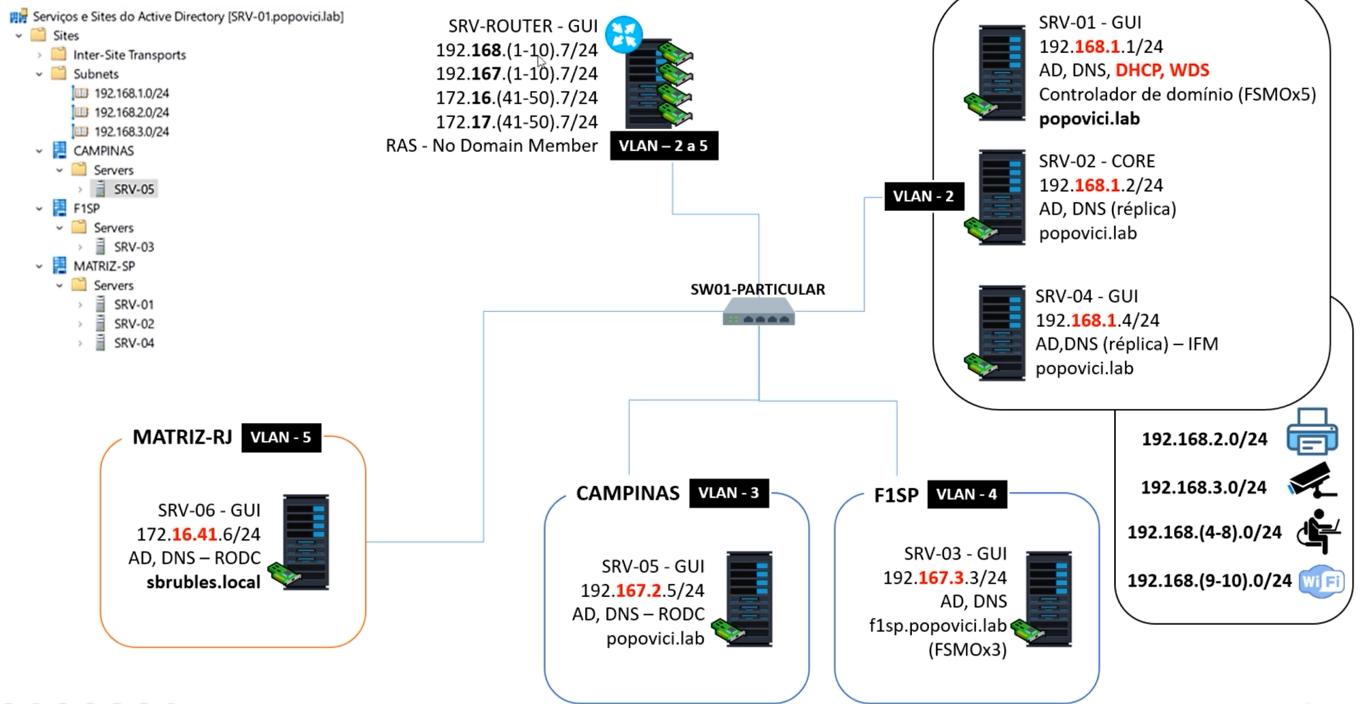 Serviços e Sites do Active Directory [SRV-01.popovici.lab]
Sites
Inter-Site Transports
Subnets
192.168.1.0/24
192.168.2.0/24
192.168.3.0/24
CAMPINAS
Servers
SRV-05
F1SP
Servers
SRV-03
MATRIZ-SP
Servers
SRV-01
SRV-02
SRV-04
SRV-ROUTER - GUI
192.168.(1-10).7/24
192.167.(1-10).7/24
172.16.(41-50).7/24
172.17.(41-50).7/24
RAS - No Domain Member
VLAN – 2 a 5
SRV-01 - GUI
192.168.1.1/24
AD, DNS, DHCP, WDS
Controlador de domínio (FSMOx5)
popovici.lab
VLAN - 2
SRV-02 - CORE
192.168.1.2/24
AD, DNS (réplica)
popovici.lab
SRV-04 - GUI
192.168.1.4/24
AD,DNS (réplica) – IFM
popovici.lab
SW01-PARTICULAR
192.168.2.0/24
192.168.3.0/24
192.168.(4-8).0/24
192.168.(9-10).0/24
WiFi
MATRIZ-RJ
VLAN - 5
SRV-06 - GUI
172.16.41.6/24
AD, DNS – RODC
sbrubles.local
CAMPINAS
VLAN - 3
SRV-05 - GUI
192.167.2.5/24
AD, DNS – RODC
popovici.lab
F1SP
VLAN - 4
SRV-03 - GUI
192.167.3.3/24
AD, DNS
f1sp.popovici.lab
(FSMOx3)